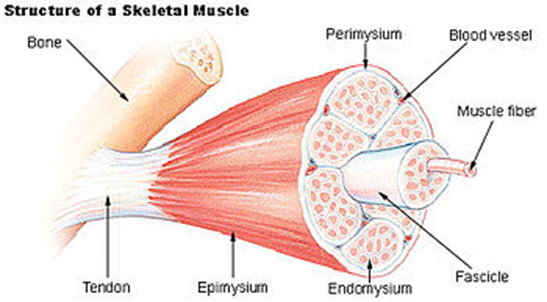 Structure of a Skeletal Muscle
Perimysium
Blood vessel
Bone
Muscle fiber
Tendon
Epimysium
Endomysium
Fascicle